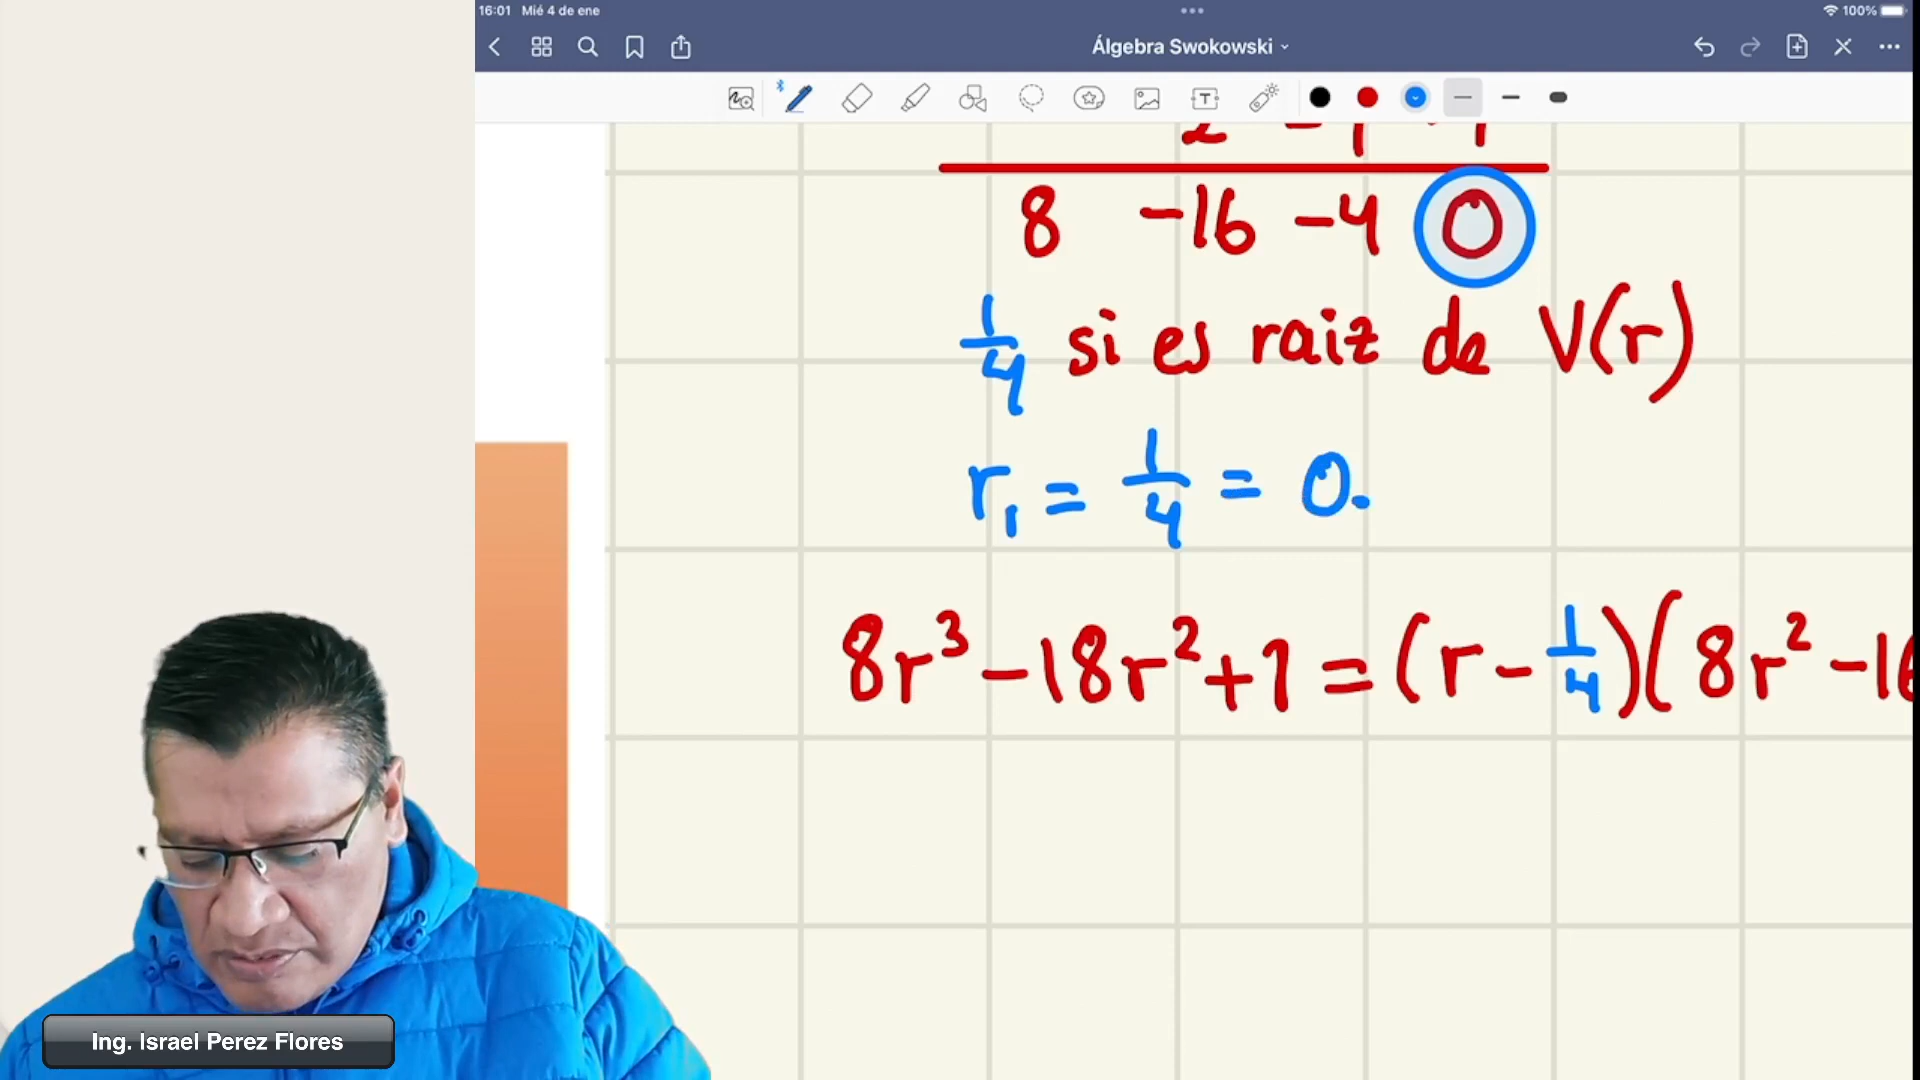 16:01 Mié 4 de ene
100%
Álgebra Swokowski
8 -16 -4 0
1/4 si es raiz de V(r)
r₁ = 1/4 = 0.
8r³ -18r² +1 = (r - 1/4)(8r² -16
Ing. Israel Perez Flores